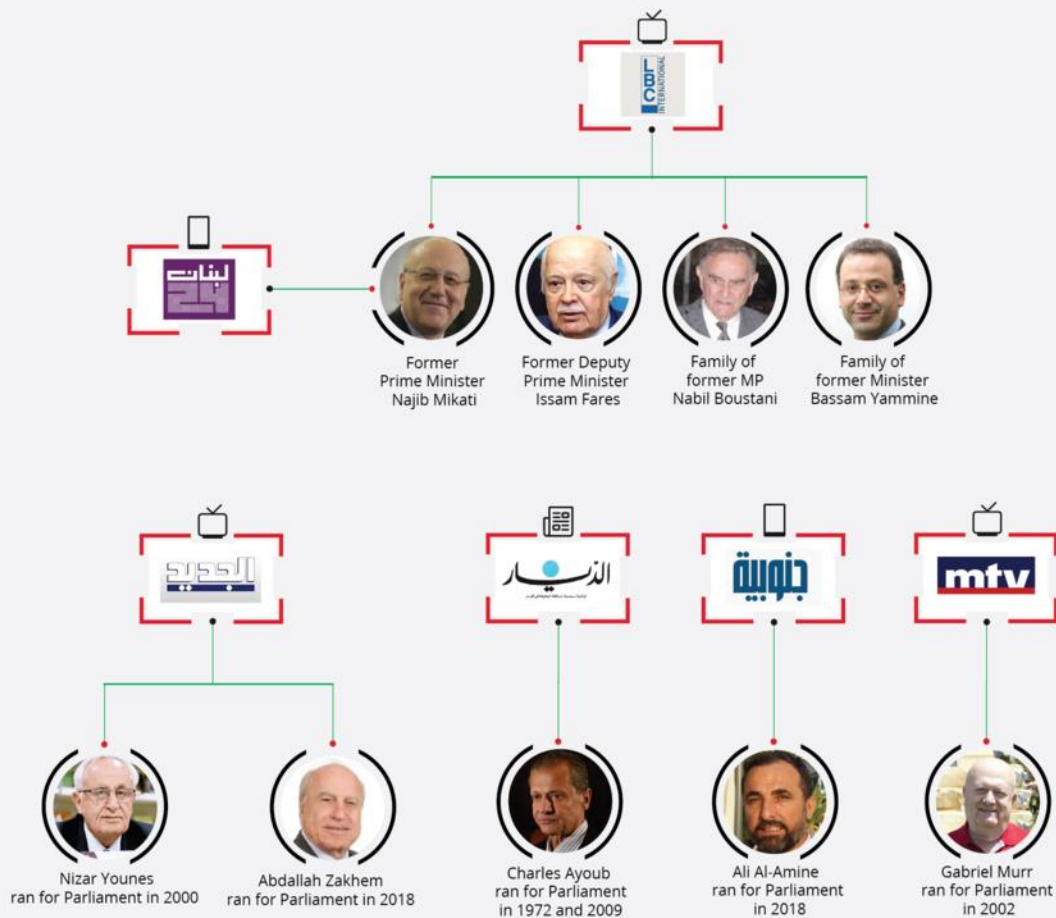 LBC
INTERNATIONAL
لبنان
24
Former
Prime Minister
Najib Mikati
Former Deputy
Prime Minister
Issam Fares
Family of
former MP
Nabil Boustani
Family of
former Minister
Bassam Yammine
الجديد
الديار
جنوبية
mtv
Nizar Younes
ran for Parliament in 2000
Abdallah Zakhem
ran for Parliament in 2018
Charles Ayoub
ran for Parliament
in 1972 and 2009
Ali Al-Amine
ran for Parliament
in 2018
Gabriel Murr
ran for Parliament
in 2002